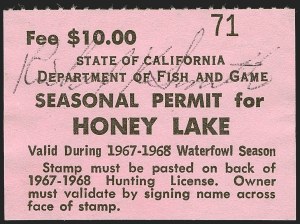 71
Fee $10.00
STATE OF CALIFORNIA
DEPARTMENT OF FISH AND GAME
SEASONAL PERMIT for
HONEY LAKE
Valid During 1967-1968 Waterfowl Season
Stamp must be pasted on back of
1967-1968 Hunting License. Owner
must validate by signing name across
face of stamp.